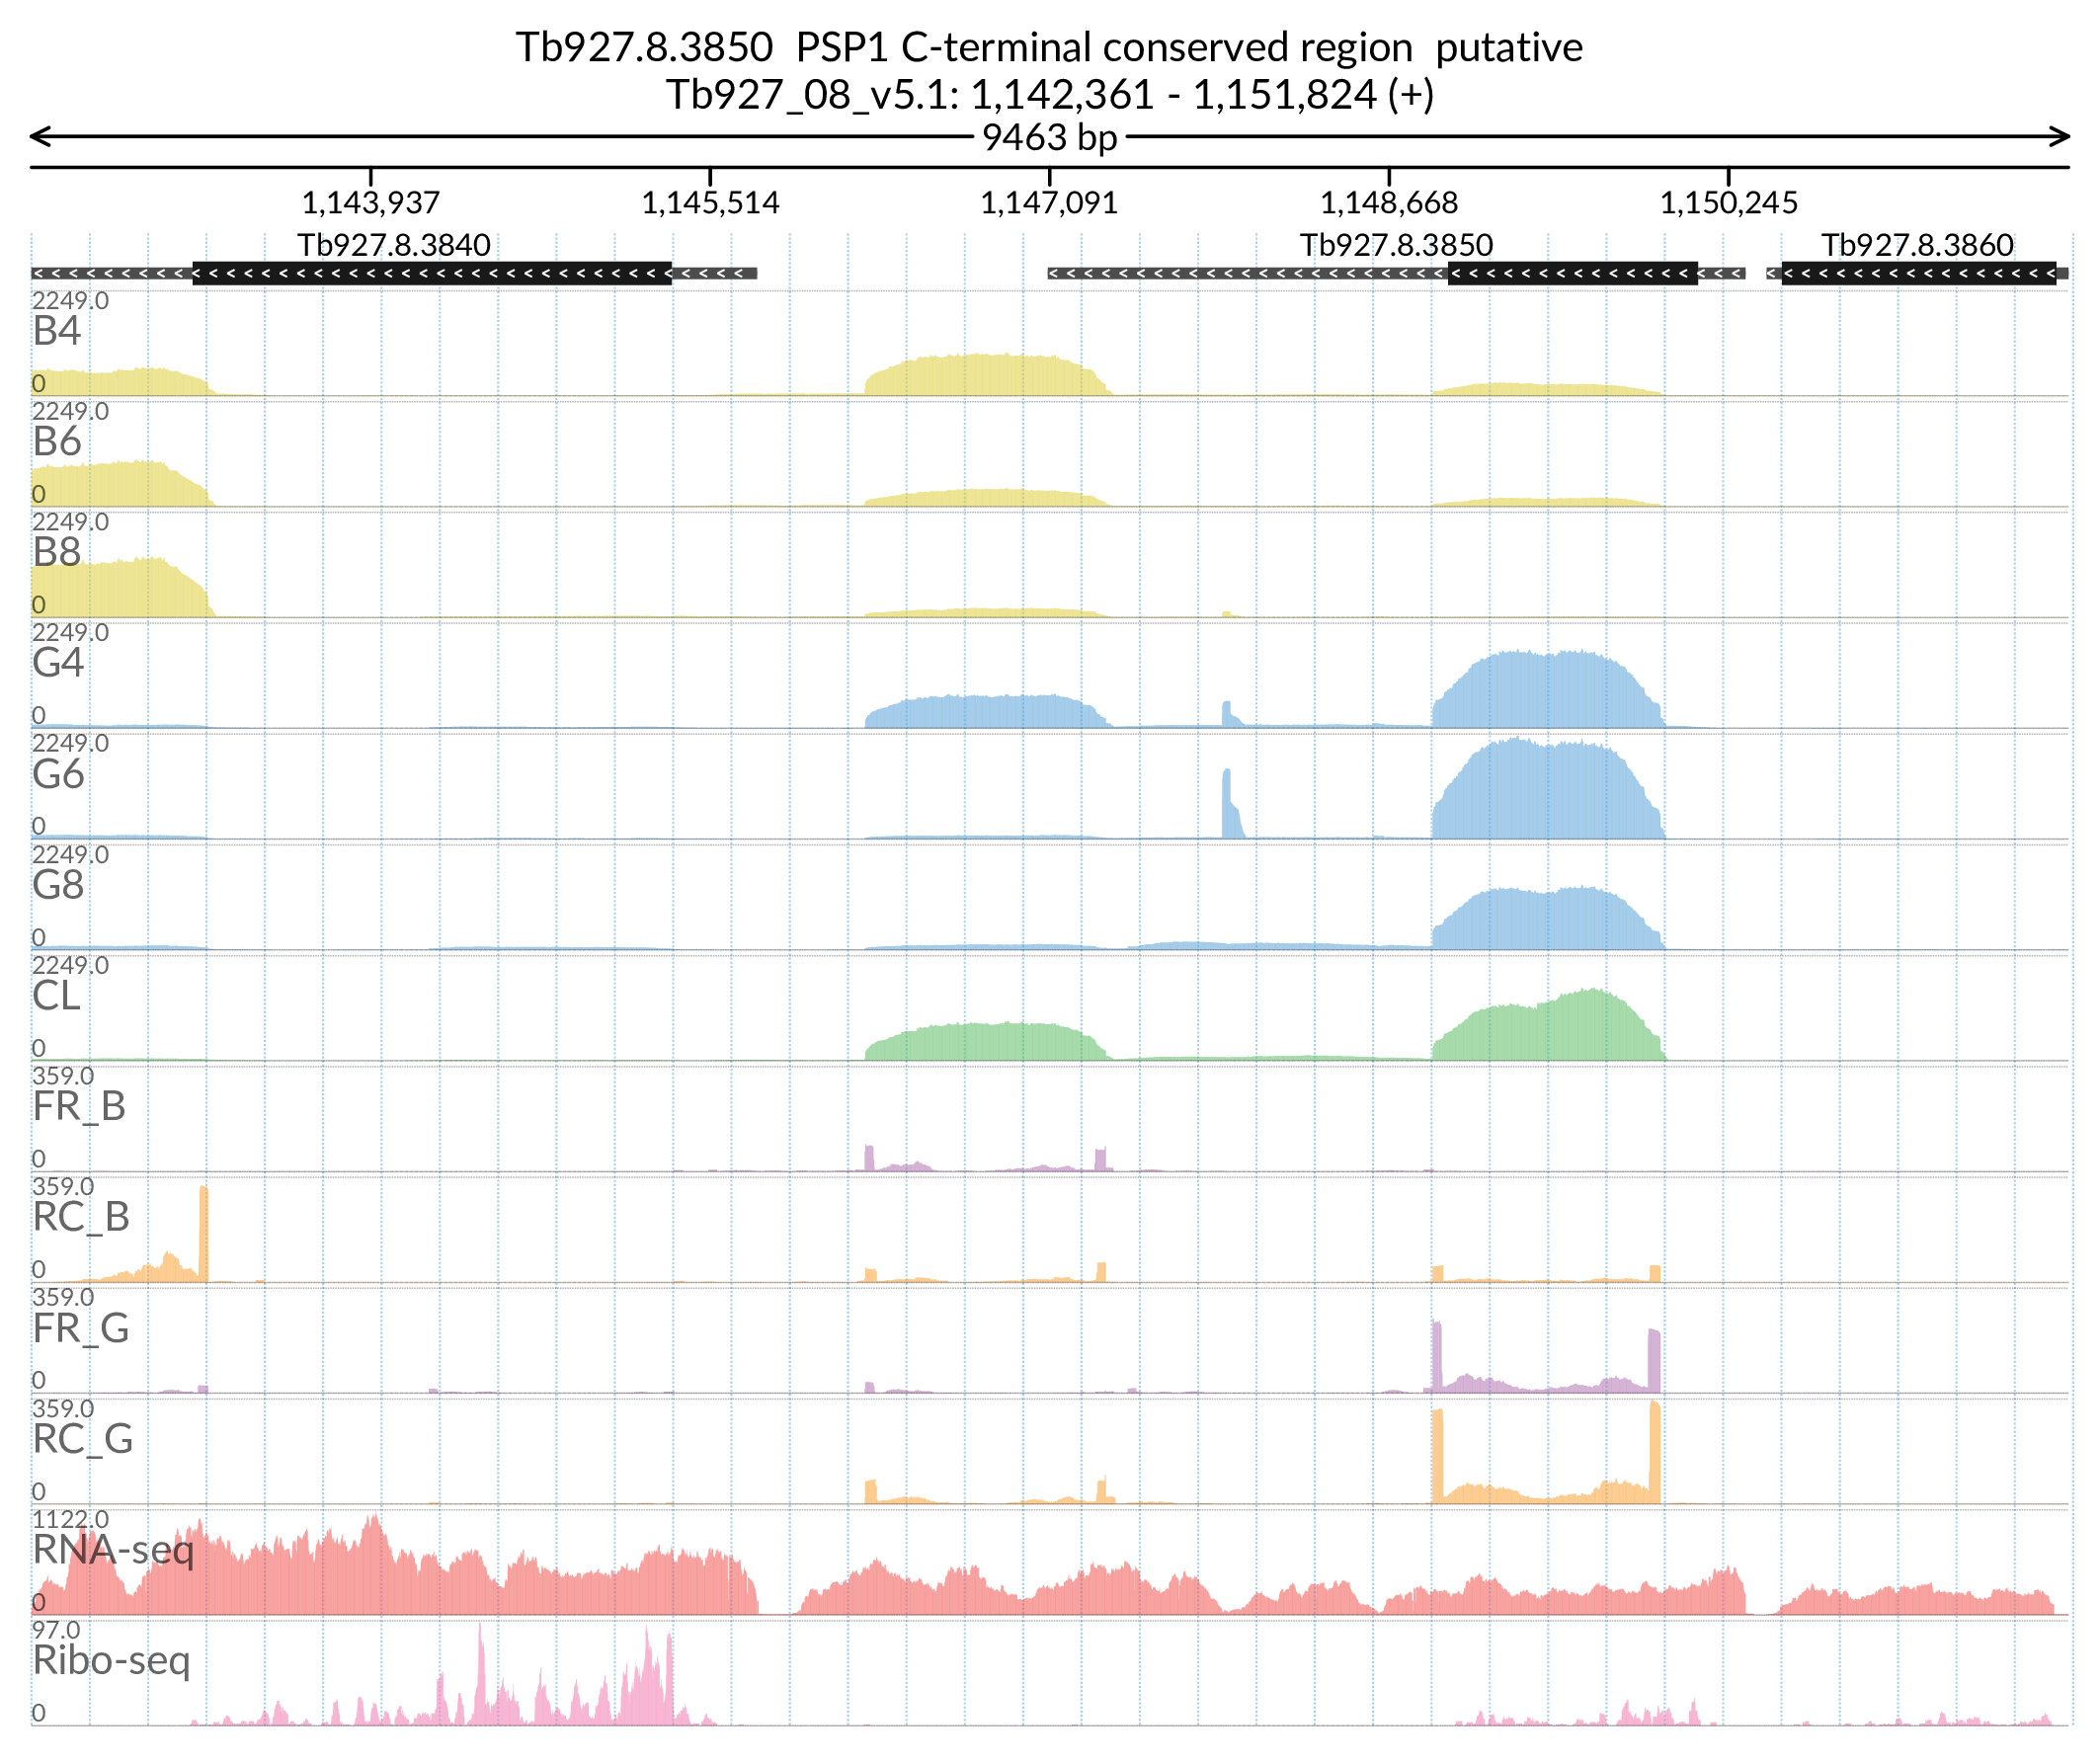 Tb927.8.3850 PSP1 C-terminal conserved region putative
Tb927_08_v5.1: 1,142,361 - 1,151,824 (+)
9463 bp
1,143,937 1,145,514 1,147,091 1,148,668 1,150,245
Tb927.8.3840 Tb927.8.3850 Tb927.8.3860
2249.0
B4
0
2249.0
B6
0
2249.0
B8
0
2249.0
G4
0
2249.0
G6
0
2249.0
G8
0
2249.0
CL
0
359.0
FR_B
0
359.0
RC_B
0
359.0
FR_G
0
359.0
RC_G
0
1122.0
RNA-seq
0
97.0
Ribo-seq
0